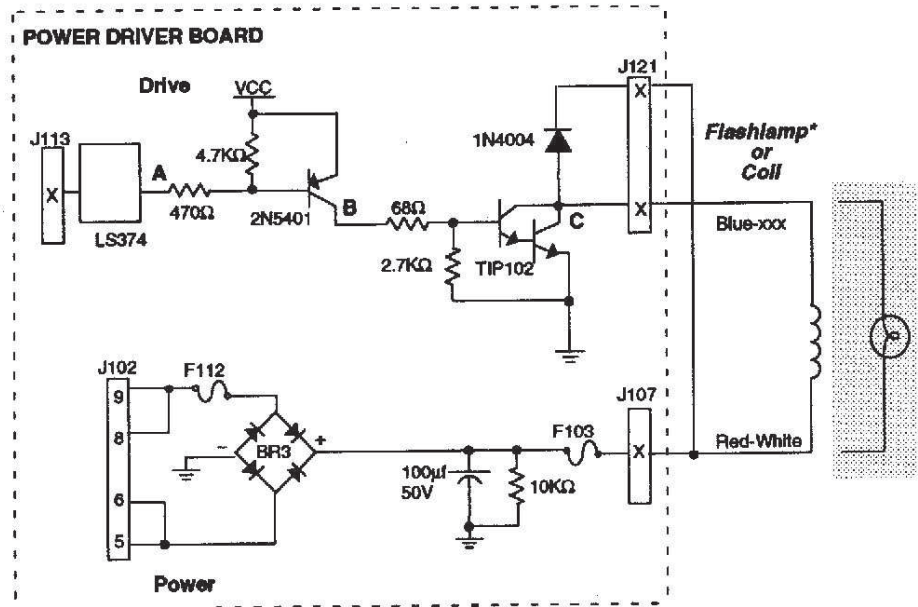 POWER DRIVER BOARD
Drive
VCC
J121
J113
4.7KΩ
1N4004
Flashlamp*
or
Coil
X
X
A
470Ω
2N5401
B
68Ω
C
X
Blue-xxx
LS374
2.7KΩ
TIP102
J102
F112
J107
9
8
BR3
-
+
F103
X
Red-White
6
5
100µf
50V
10KΩ
Power